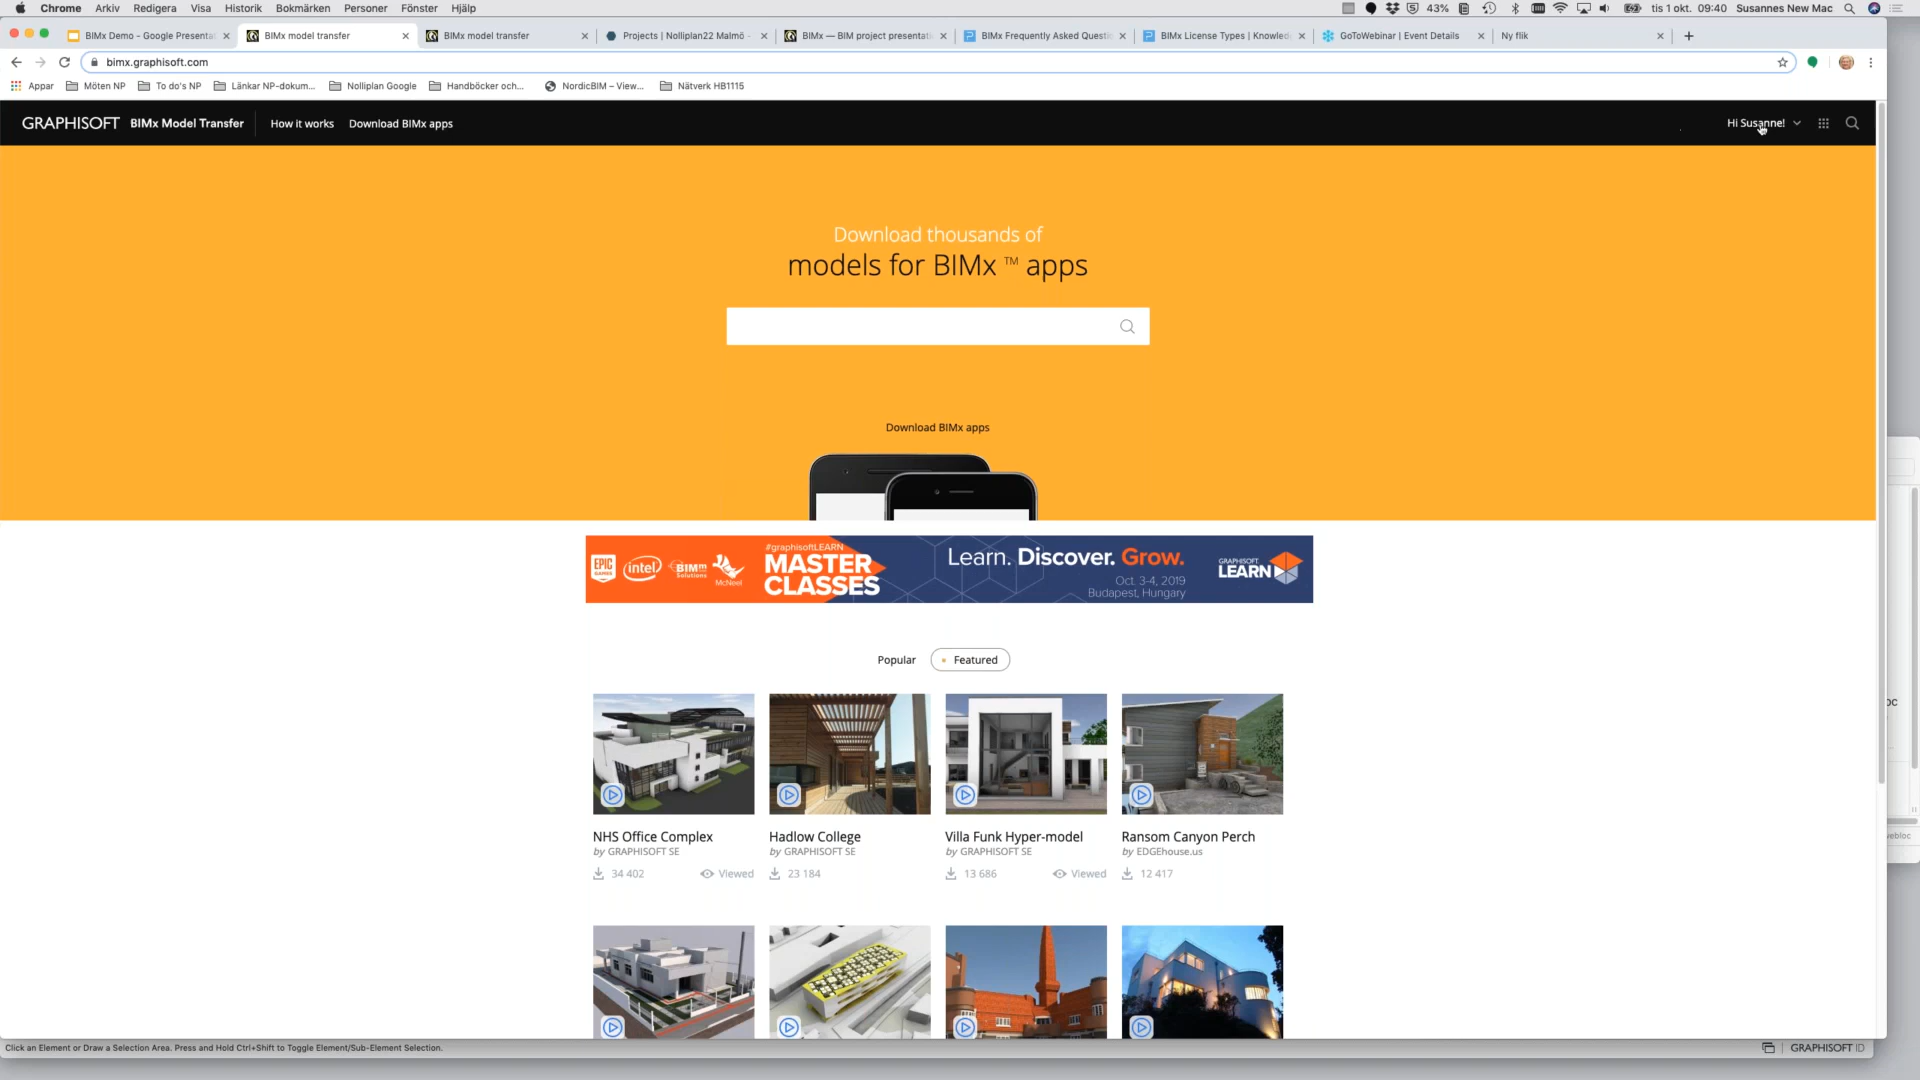 Chrome Arkiv Redigera Visa Historik Bokmärken Personer Fönster Hjälp 43% tis 1 okt. 09:40 Susannes New Mac
BIMx Demo - Google Presentat BIMx model transfer BIMx model transfer Projects | Nolliplan22 Malmö - BIMx — BIM project presentati BIMx Frequently Asked Questi BIMx License Types | Knowled GoToWebinar | Event Details Ny flik
bimx.graphisoft.com
Appar Möten NP To do's NP Länkar NP-dokum... Nolliplan Google Handböcker och... NordicBIM – View... Nätverk HB1115
GRAPHISOFT BIMx Model Transfer How it works Download BIMx apps Hi Susanne!
Download thousands of
models for BIMx ™ apps
Download BIMx apps
EPIC GAMES intel BIMm Solutions McNeel #graphisoftLEARN MASTER CLASSES Learn. Discover. Grow. GRAPHISOFT LEARN
Oct. 3-4, 2019
Budapest, Hungary
Popular Featured
NHS Office Complex Hadlow College Villa Funk Hyper-model Ransom Canyon Perch
by GRAPHISOFT SE by GRAPHISOFT SE by GRAPHISOFT SE by EDGEhouse.us
34 402 Viewed 23 184 13 686 Viewed 12 417
Click an Element or Draw a Selection Area. Press and Hold Ctrl+Shift to Toggle Element/Sub-Element Selection. GRAPHISOFT ID